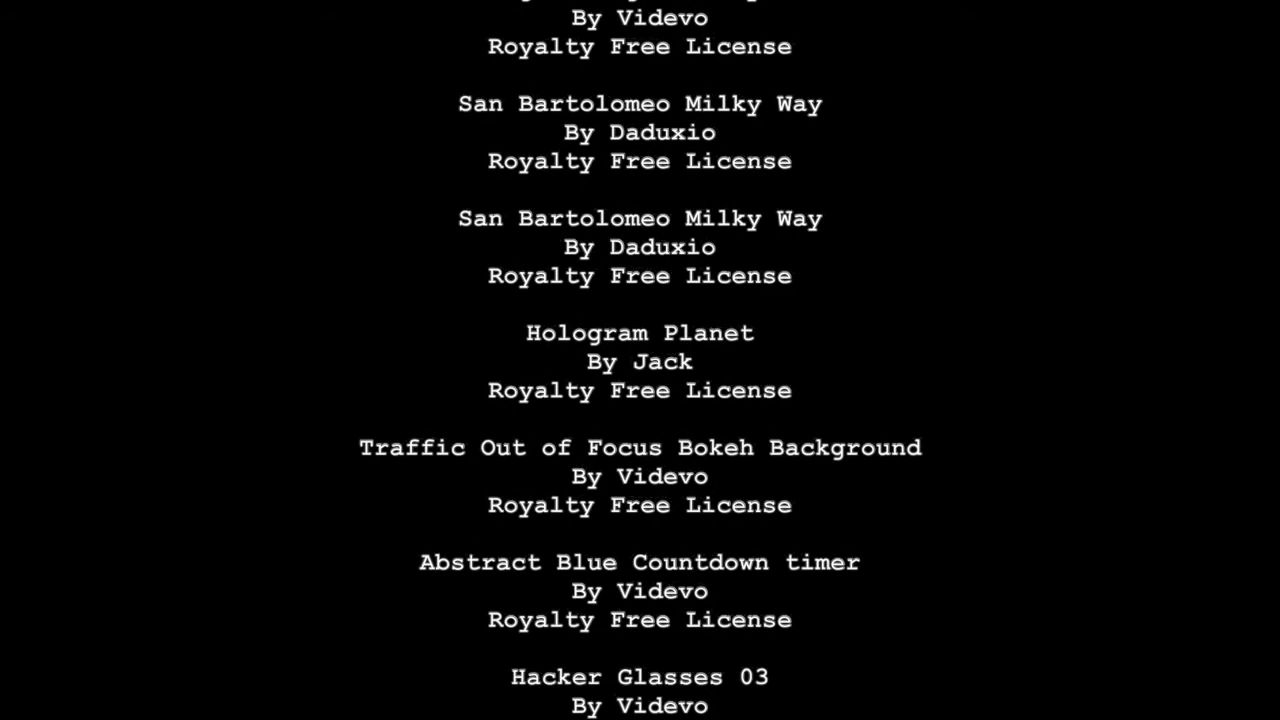 By Videvo
Royalty Free License
San Bartolomeo Milky Way
By Daduxio
Royalty Free License
San Bartolomeo Milky Way
By Daduxio
Royalty Free License
Hologram Planet
By Jack
Royalty Free License
Traffic Out of Focus Bokeh Background
By Videvo
Royalty Free License
Abstract Blue Countdown timer
By Videvo
Royalty Free License
Hacker Glasses 03
By Videvo